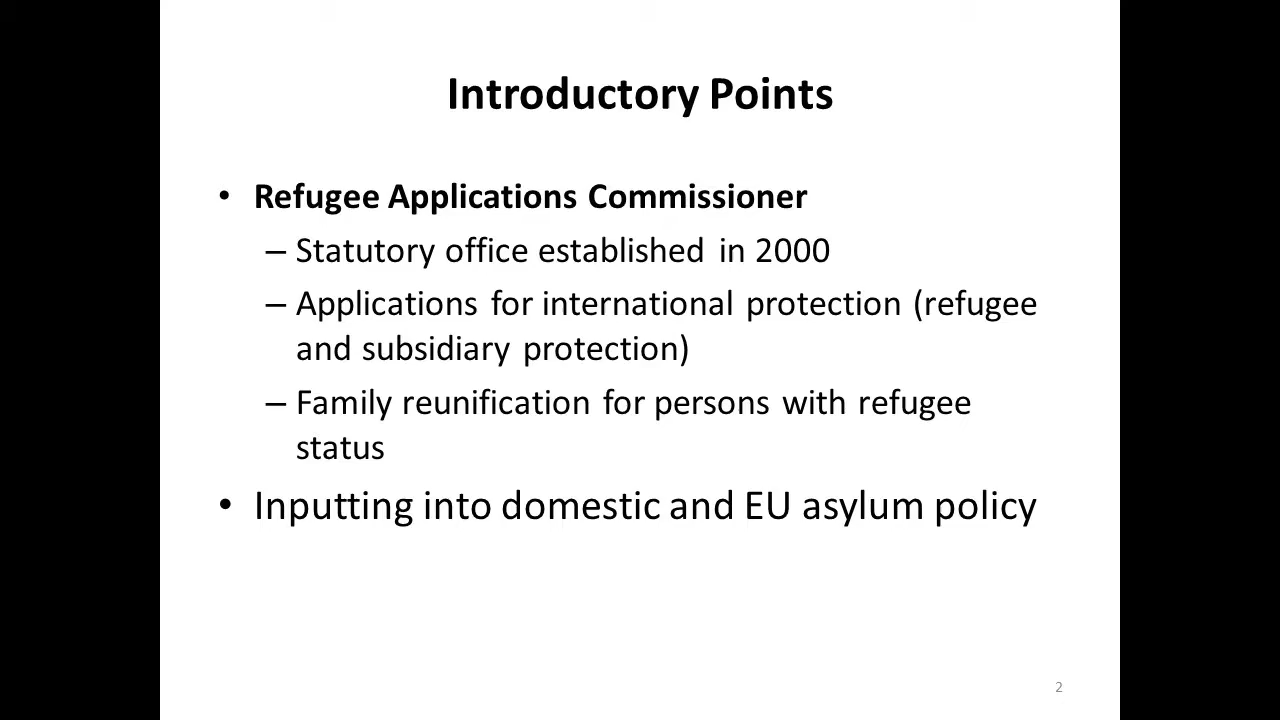 Introductory Points
• Refugee Applications Commissioner
– Statutory office established in 2000
– Applications for international protection (refugee
and subsidiary protection)
– Family reunification for persons with refugee
status
• Inputting into domestic and EU asylum policy
2